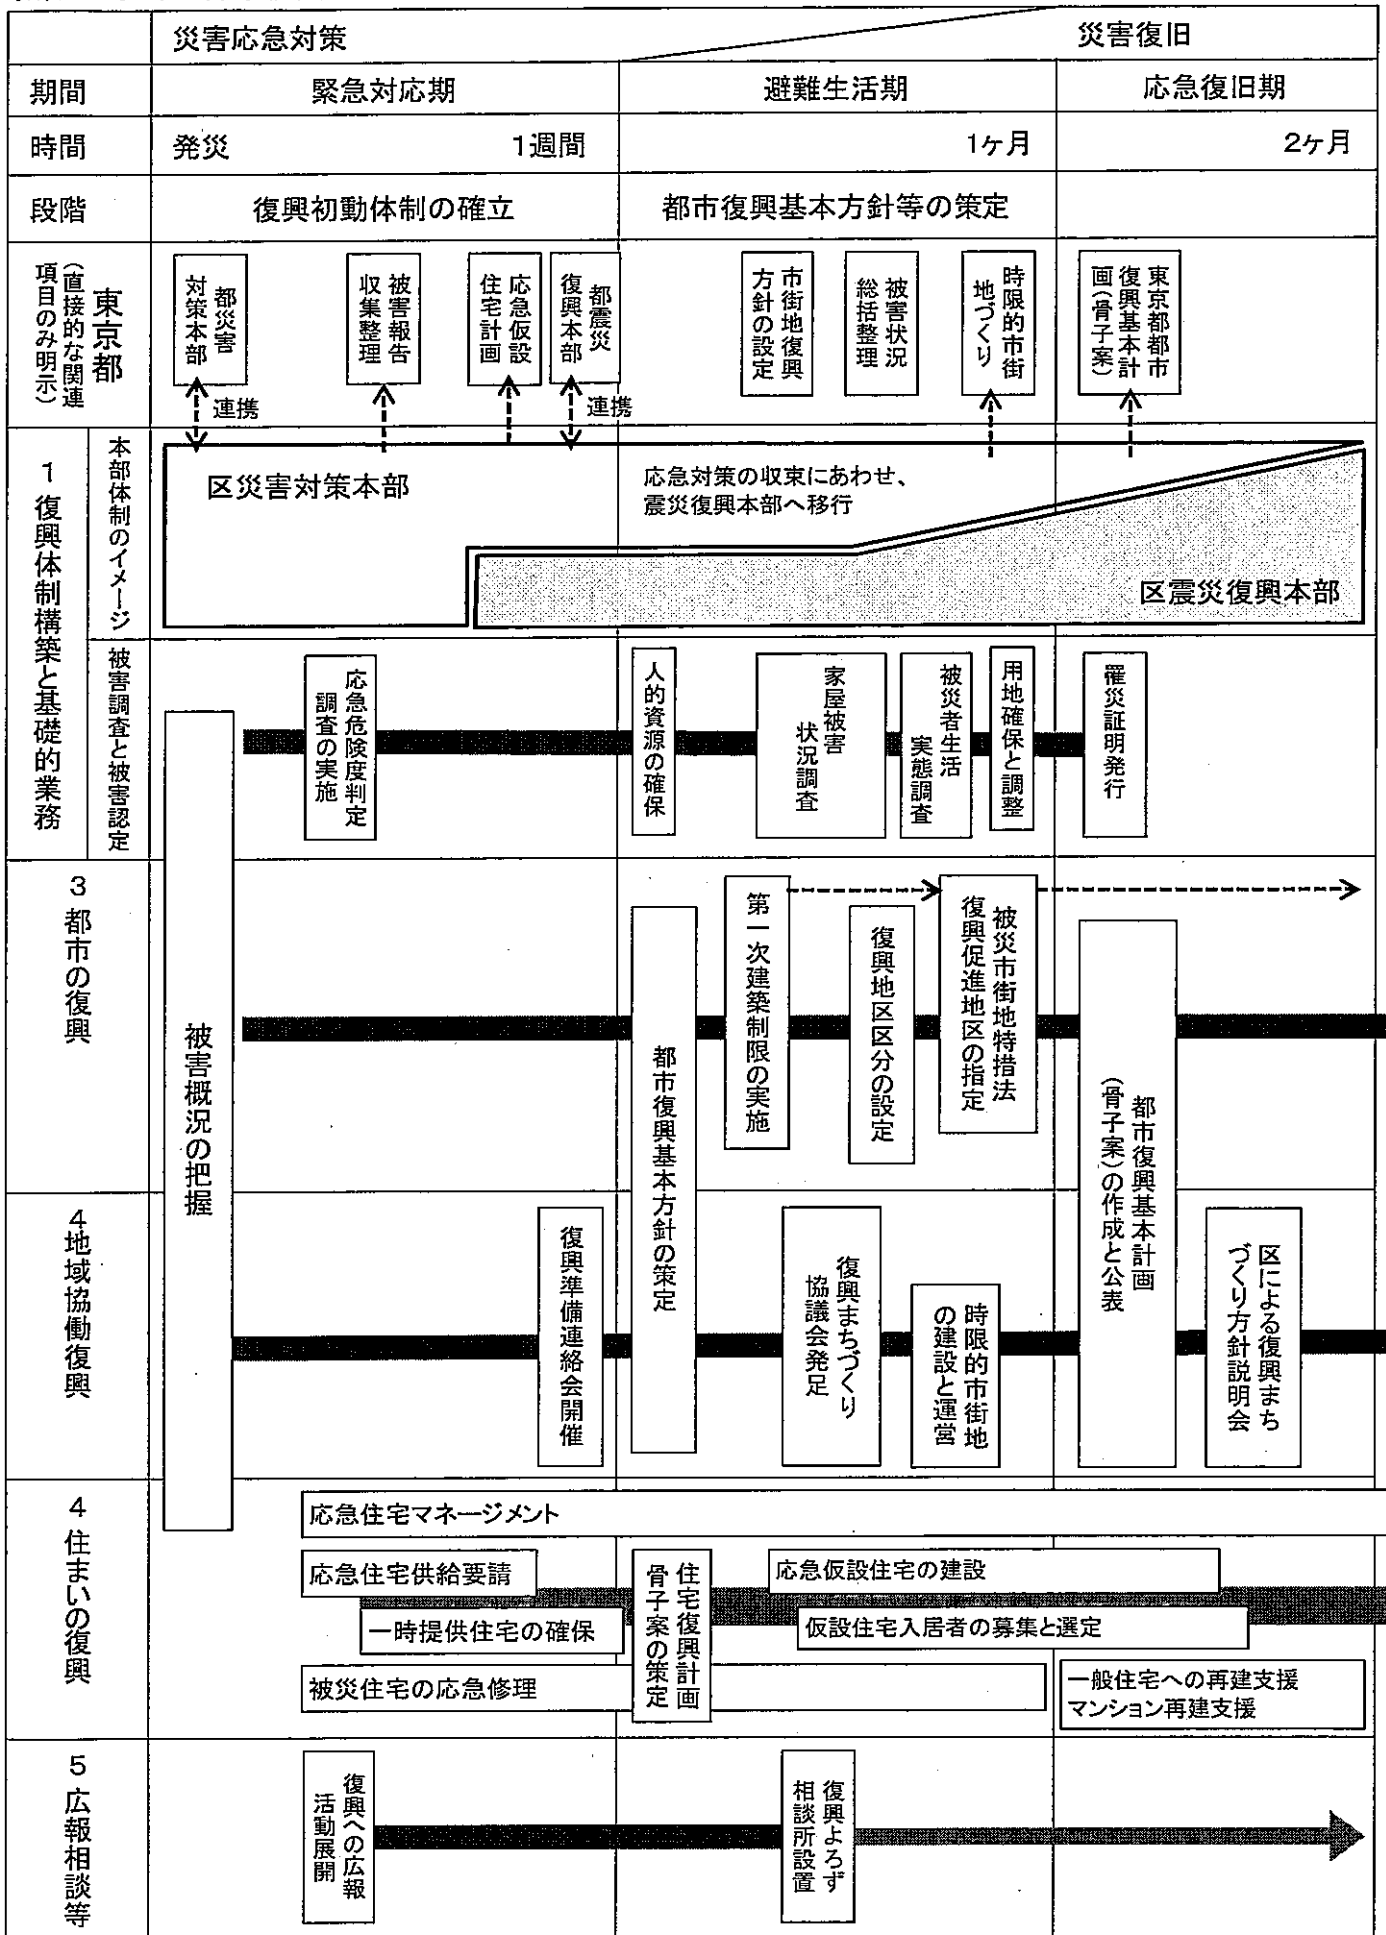 災害応急対策
災害復旧
期間
緊急対応期
避難生活期
応急復旧期
時間
発災
1週間
1ヶ月
2ヶ月
段階
復興初動体制の確立
都市復興基本方針等の策定
東京都
(直接的な関連
項目のみ明示)
都災害
対策本部
被害報告
収集整理
応急仮設
住宅計画
都震災
復興本部
市街地復興
方針の設定
被害状況
総括整理
時限的市街
地づくり
東京都都市
復興基本計
画(骨子案)
連携
連携
1 復興体制構築と基礎的業務
本部体制のイメージ
区災害対策本部
応急対策の収束にあわせ、
震災復興本部へ移行
区震災復興本部
被害調査と被害認定
応急危険度判定
調査の実施
人的資源の確保
家屋被害
状況調査
被災者生活
実態調査
用地確保と調整
罹災証明発行
被害概況の把握
3 都市の復興
都市復興基本方針の策定
第一次建築制限の実施
復興地区区分の設定
被災市街地特措法
復興促進地区の指定
都市復興基本計画
(骨子案)の作成と公表
4 地域協働復興
復興準備連絡会開催
復興まちづくり
協議会発足
時限的市街地
の建設と運営
区による復興まち
づくり方針説明会
4 住まいの復興
応急住宅マネージメント
応急住宅供給要請
一時提供住宅の確保
被災住宅の応急修理
住宅復興計画
骨子案の策定
応急仮設住宅の建設
仮設住宅入居者の募集と選定
一般住宅への再建支援
マンション再建支援
5 広報相談等
復興への広報
活動展開
復興よろず
相談所設置